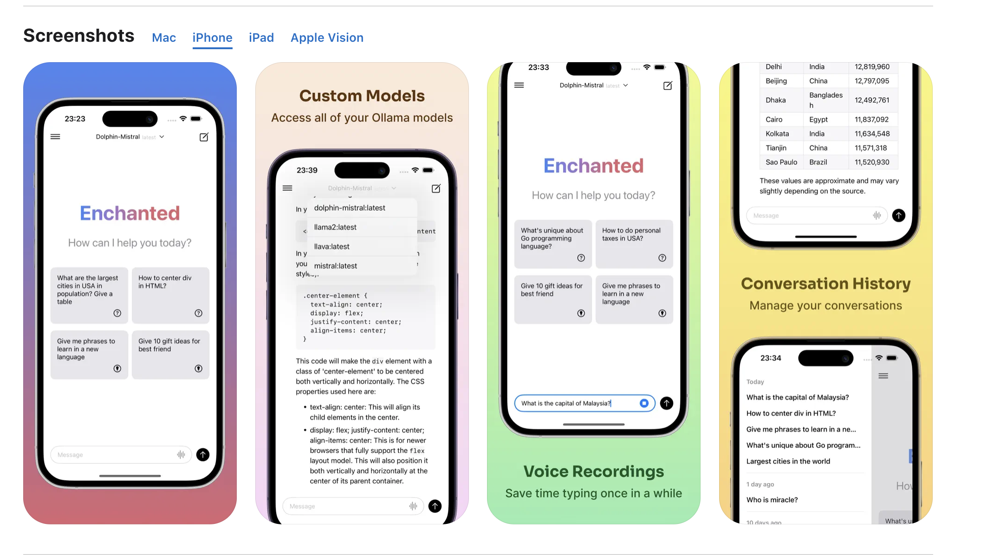 Screenshots Mac iPhone iPad Apple Vision
23:23
Dolphin-Mistral latest
Enchanted
How can I help you today?
What are the largest
cities in USA in
population? Give a
table
How to center div
in HTML?
Give me phrases to
learn in a new
language
Give 10 gift ideas for
best friend
Message
Custom Models
Access all of your Ollama models
23:39
Dolphin-Mistral latest
In y
dolphin-mistral:latest
llama2:latest
llava:latest
mistral:latest
ntent
In y
you
styles).
.center-element {
text-align: center;
display: flex;
justify-content: center;
align-items: center;
}
This code will make the div element with a
class of 'center-element' to be centered
both vertically and horizontally. The CSS
properties used here are:
• text-align: center: This will align its
child elements in the center.
• display: flex; justify-content: center;
align-items: center: This is for newer
browsers that fully support the flex
layout model. This will also position it
both vertically and horizontally at the
center of its parent container.
Message
23:33
Dolphin-Mistral latest
Enchanted
How can I help you today?
What's unique about
Go programming
language?
How to do personal
taxes in USA?
Give 10 gift ideas for
best friend
Give me phrases to
learn in a new
language
What is the capital of Malaysia?
Voice Recordings
Save time typing once in a while
Delhi India 12,819,960
Beijing China 12,797,095
Dhaka Banglades
h 12,492,761
Cairo Egypt 11,837,092
Kolkata India 11,634,548
Tianjin China 11,571,318
Sao Paulo Brazil 11,520,930
These values are approximate and may vary
slightly depending on the source.
Message
Conversation History
Manage your conversations
23:34
Today
What is the capital of Malaysia?
How to center div in HTML?
Give me phrases to learn in a ne...
What's unique about Go program...
Largest cities in the world
1 day ago
Who is miracle?
10 days ago
E
How
What's u